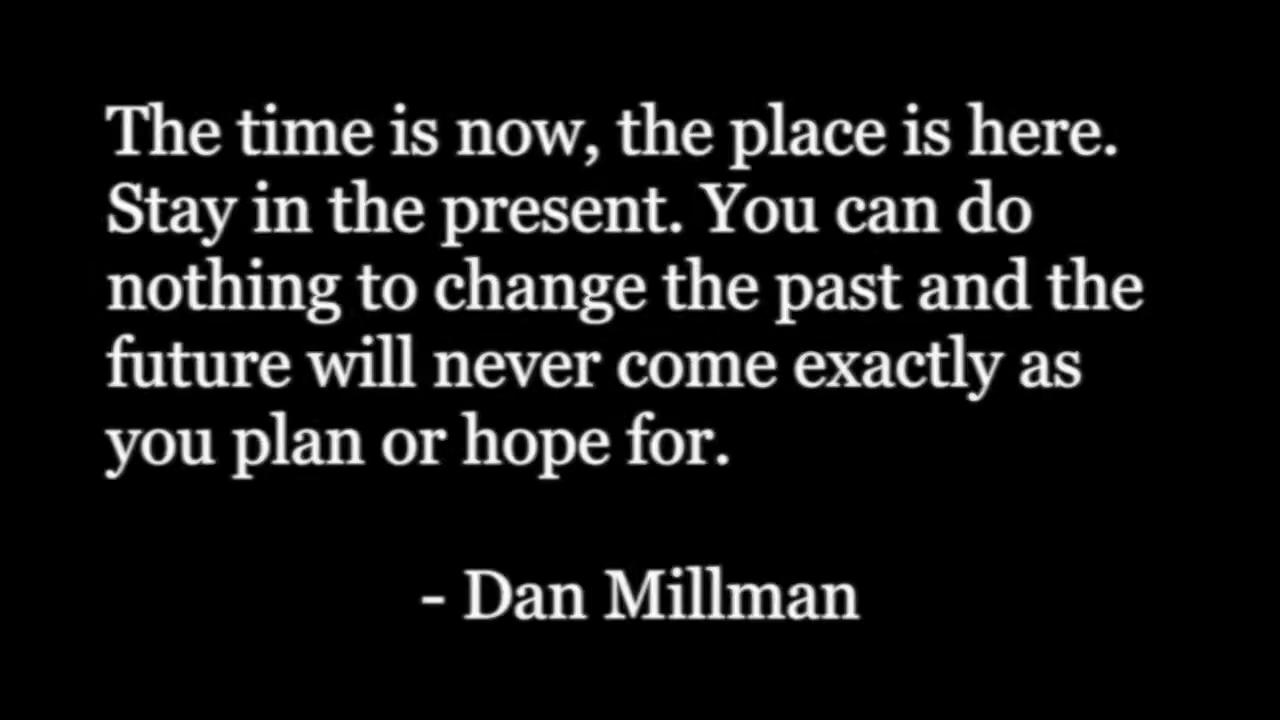 The time is now, the place is here.
Stay in the present. You can do
nothing to change the past and the
future will never come exactly as
you plan or hope for.
- Dan Millman